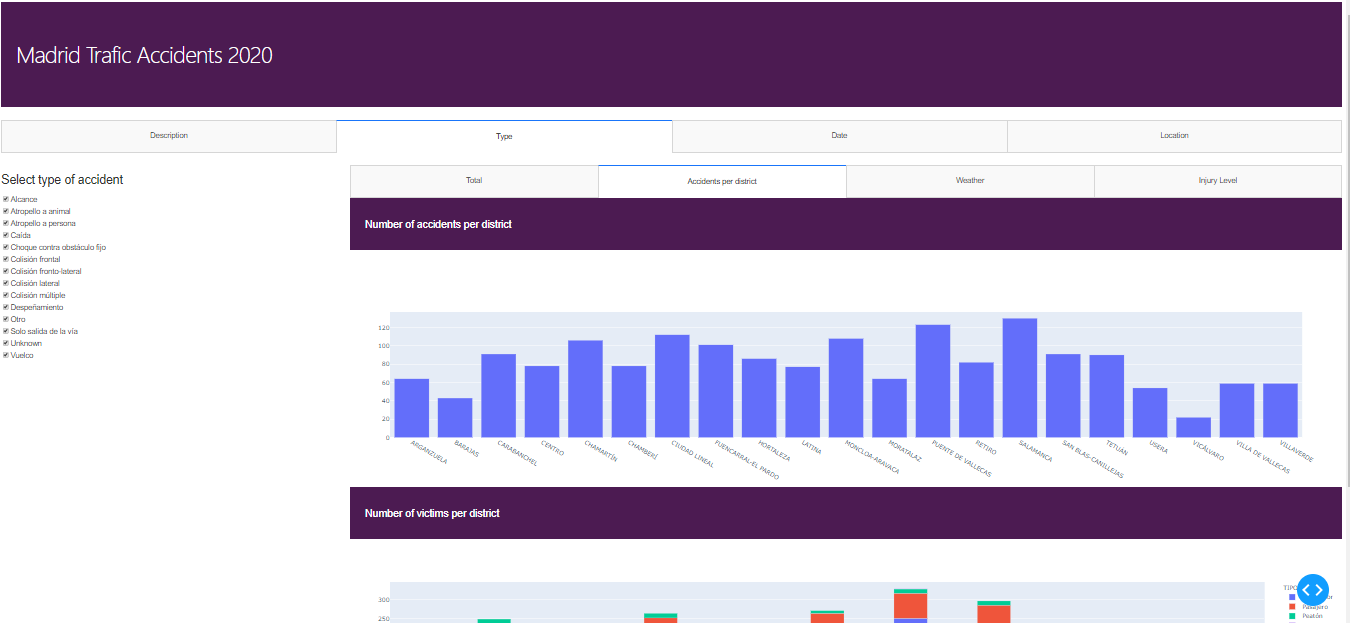 Madrid Trafic Accidents 2020
Description
Type
Date
Location
Select type of accident
Alcance
Atropello a animal
Atropello a persona
Caída
Choque contra obstáculo fijo
Colisión frontal
Colisión fronto-lateral
Colisión lateral
Colisión múltiple
Despeñamiento
Otro
Solo salida de la vía
Unknown
Vuelco
Total
Accidents per district
Weather
Injury Level
Number of accidents per district
120
100
80
60
40
20
0
ARGANZUELA
BARAJAS
CARABANCHEL
CENTRO
CHAMARTÍN
CHAMBERÍ
CIUDAD LINEAL
FUENCARRAL-EL PARDO
HORTALEZA
LATINA
MONCLOA-ARAVACA
MORATALAZ
PUENTE DE VALLECAS
RETIRO
SALAMANCA
SAN BLAS-CANILLEJAS
TETUÁN
USERA
VICÁLVARO
VILLA DE VALLECAS
VILLAVERDE
Number of victims per district
300
250
Pasajero
Peatón